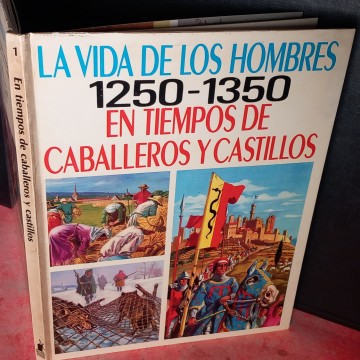 LA VIDA DE LOS HOMBRES
1250-1350
EN TIEMPOS DE
CABALLEROS Y CASTILLOS
1
En tiempos de caballeros y castillos